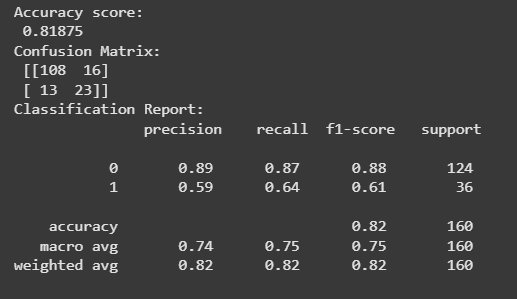 Accuracy score:
0.81875
Confusion Matrix:
[[108  16]
[ 13  23]]
Classification Report:
precision    recall  f1-score   support
0       0.89      0.87      0.88       124
1       0.59      0.64      0.61        36
accuracy                           0.82       160
macro avg       0.74      0.75      0.75       160
weighted avg       0.82      0.82      0.82       160